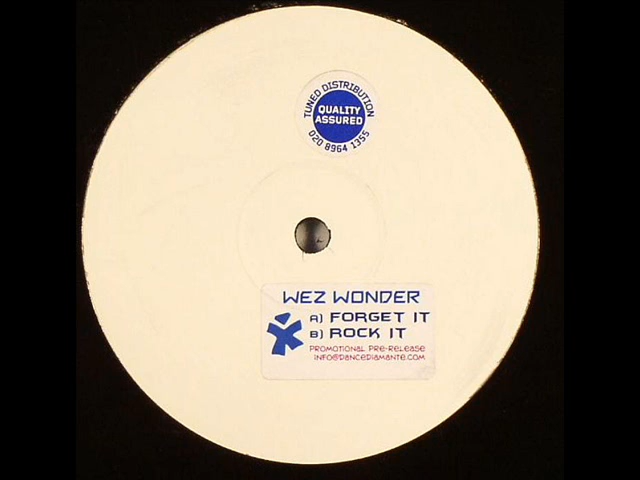 TUNED DISTRIBUTION
QUALITY
ASSURED
020 8964 1355
WEZ WONDER
A) FORGET IT
B) ROCK IT
PROMOTIONAL PRE-RELEASE
INFO@DANCEDIAMANTE.COM